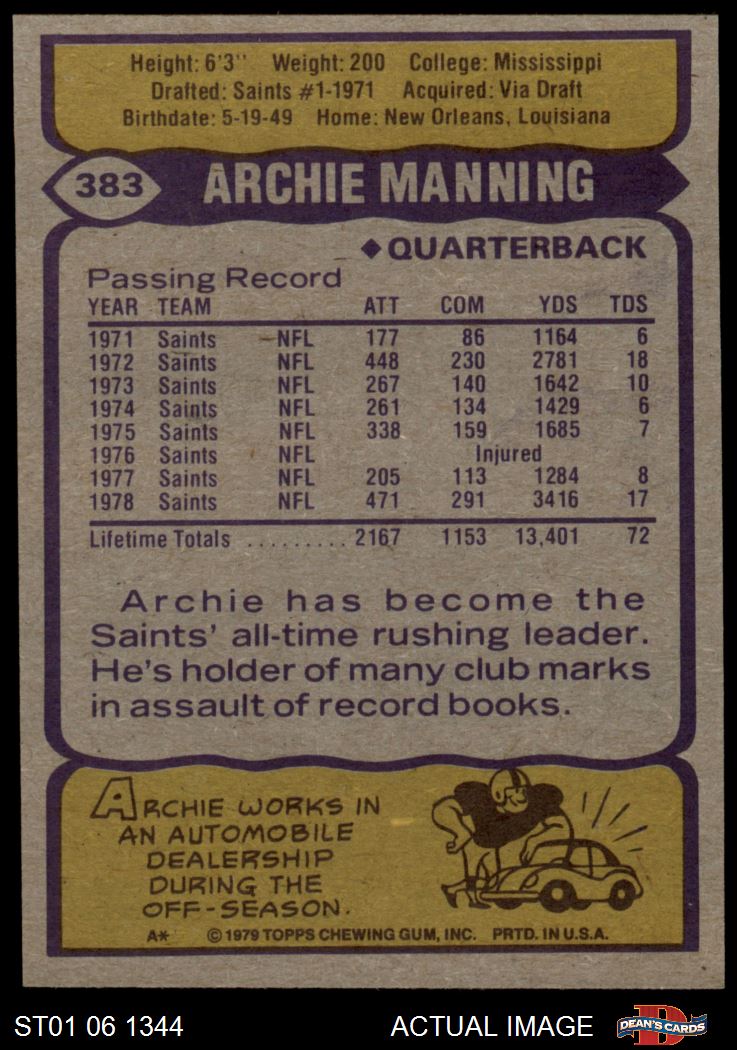 Height: 6'3" Weight: 200 College: Mississippi
Drafted: Saints #1-1971 Acquired: Via Draft
Birthdate: 5-19-49 Home: New Orleans, Louisiana
383 ARCHIE MANNING
◆QUARTERBACK
Passing Record
YEAR TEAM ATT COM YDS TDS
1971 Saints NFL 177 86 1164 6
1972 Saints NFL 448 230 2781 18
1973 Saints NFL 267 140 1642 10
1974 Saints NFL 261 134 1429 6
1975 Saints NFL 338 159 1685 7
1976 Saints NFL Injured
1977 Saints NFL 205 113 1284 8
1978 Saints NFL 471 291 3416 17
Lifetime Totals ......... 2167 1153 13,401 72
Archie has become the
Saints' all-time rushing leader.
He's holder of many club marks
in assault of record books.
ARCHIE WORKS IN
AN AUTOMOBILE
DEALERSHIP
DURING THE
OFF-SEASON.
A* © 1979 TOPPS CHEWING GUM, INC. PRTD. IN U.S.A.
ST01 06 1344 ACTUAL IMAGE D DEAN'S CARDS